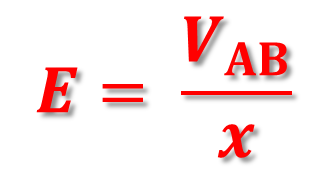 E = V_AB / x